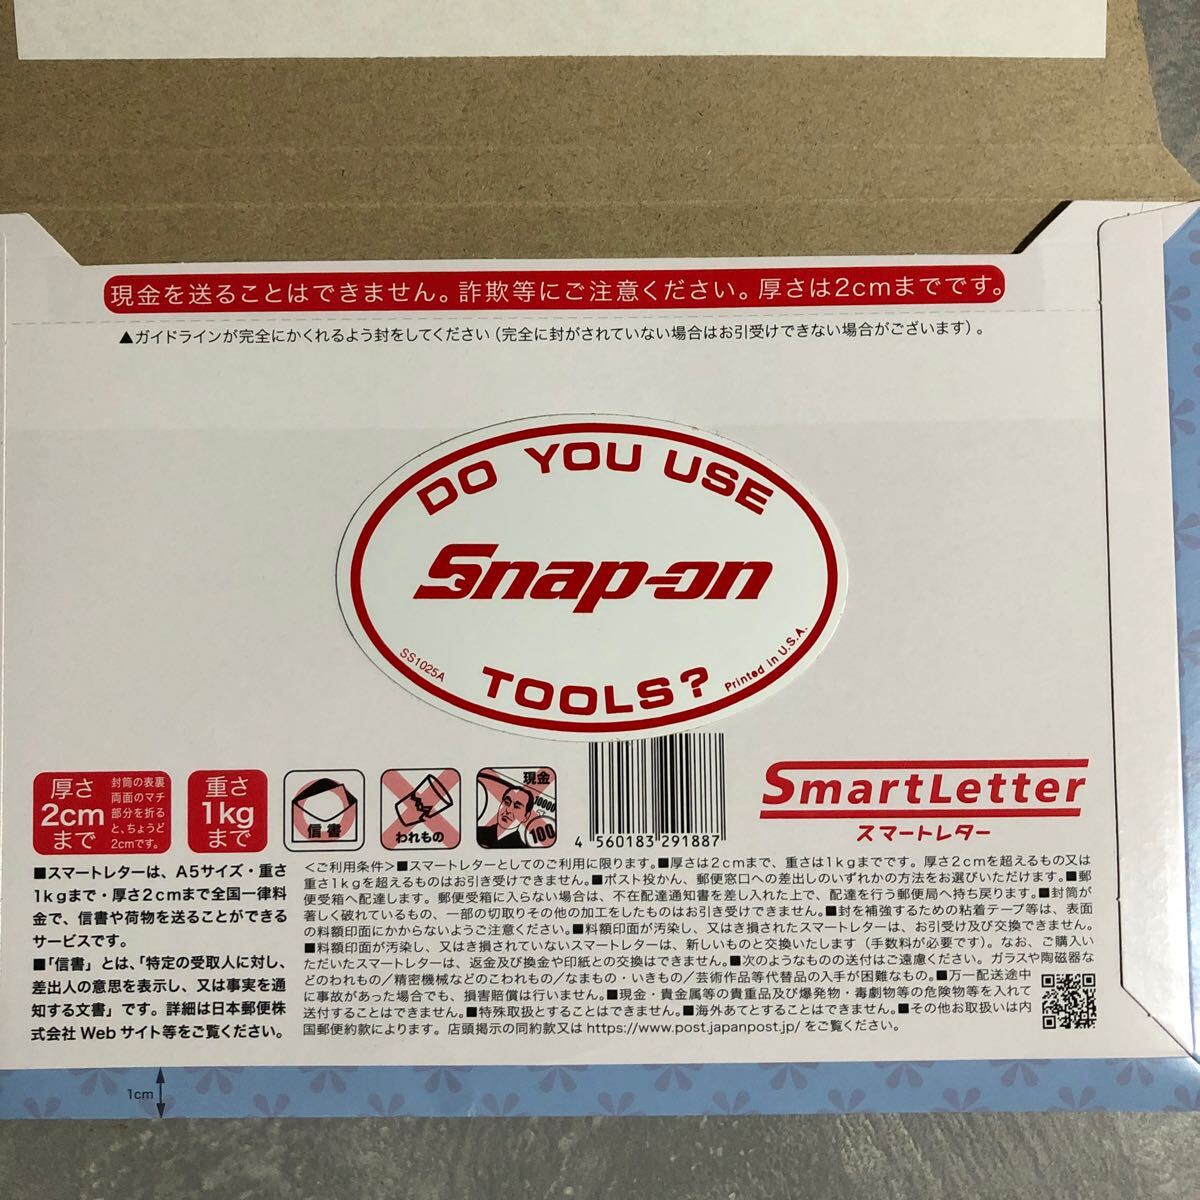 現金を送ることはできません。詐欺等にご注意ください。厚さは2cmまでです。
▲ガイドラインが完全にかくれるよう封をしてください（完全に封がされていない場合はお引受けできない場合がございます）。
DO YOU USE
Snap-on
TOOLS?
SS1025A
Printed in U.S.A.
厚さ
2cm
まで
封筒の表裏
両面のマチ
部分を折る
と、ちょうど
2cmです。
重さ
1kg
まで
信書
われもの
現金
10000
100
4 560183 291887
SmartLetter
スマートレター
■スマートレターは、A5サイズ・重さ
1kgまで・厚さ2cmまで全国一律料
金で、信書や荷物を送ることができる
サービスです。
■「信書」とは、「特定の受取人に対し、
差出人の意思を表示し、又は事実を通
知する文書」です。詳細は日本郵便株
式会社 Web サイト等をご覧ください。
＜ご利用条件＞■スマートレターとしてのご利用に限ります。■厚さは2cmまで、重さは1kgまでです。厚さ2cmを超えるもの又は
重さ1kgを超えるものはお引き受けできません。■ポスト投かん、郵便窓口への差出しのいずれかの方法をお選びいただけます。■郵
便受箱へ配達します。郵便受箱に入らない場合は、不在配達通知書を差し入れた上で、配達を行う郵便局へ持ち戻ります。■封筒が
著しく破れているもの、一部の切取りその他の加工をしたものはお引き受けできません。■封を補強するための粘着テープ等は、表面
の料額印面にかからないようご注意ください。■料額印面が汚染し、又はき損されたスマートレターは、お引受け及び交換できません。
■料額印面が汚染し、又はき損されていないスマートレターは、新しいものと交換いたします（手数料が必要です）。なお、ご購入い
ただいたスマートレターは、返金及び換金や印紙との交換はできません。■次のようなものの送付はご遠慮ください。ガラスや陶磁器な
どのわれもの／精密機械などのこわれもの／なまもの・いきもの／芸術作品等代替品の入手が困難なもの。■万一配送途中
に事故があった場合でも、損害賠償は行いません。■現金・貴金属等の貴重品及び爆発物・毒劇物等の危険物等を入れて
送付することはできません。■特殊取扱とすることはできません。■海外あてとすることはできません。■その他お取扱いは内
国郵便約款によります。店頭掲示の同約款又は https://www.post.japanpost.jp/ をご覧ください。
1cm